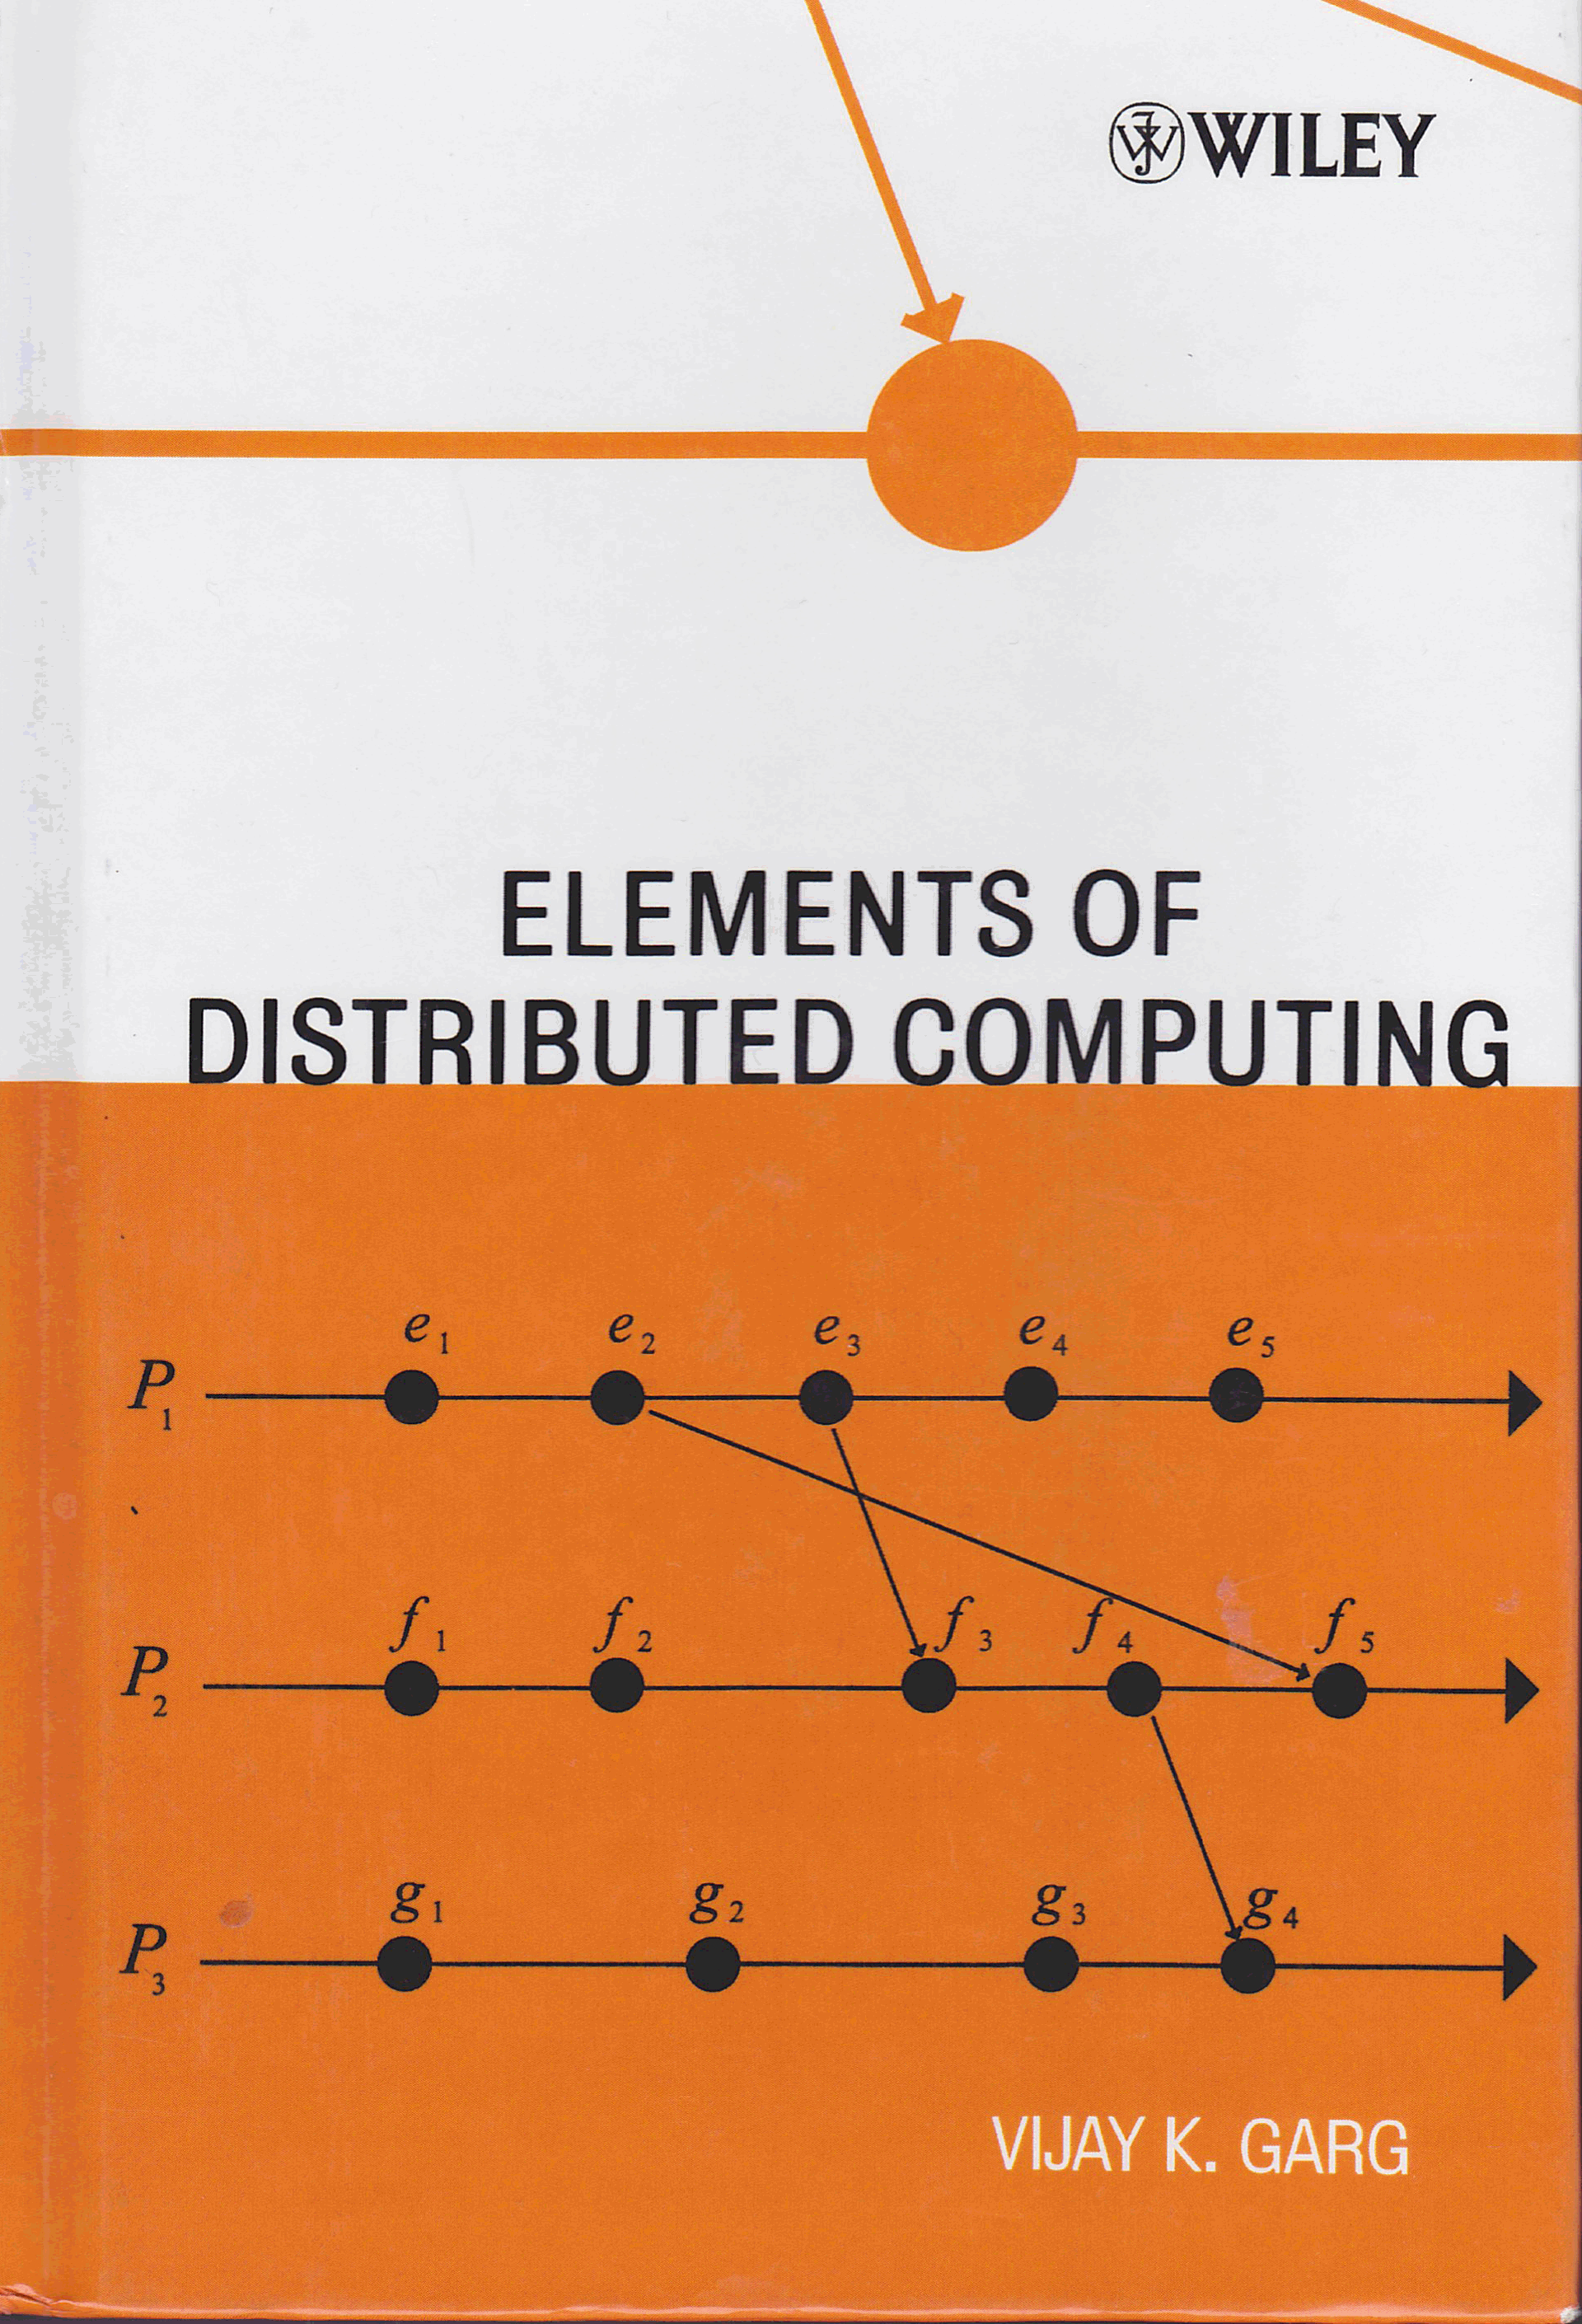 WILEY
ELEMENTS OF
DISTRIBUTED COMPUTING
e1 e2 e3 e4 e5
P1
f1 f2 f3 f4 f5
P2
g1 g2 g3 g4
P3
VIJAY K. GARG